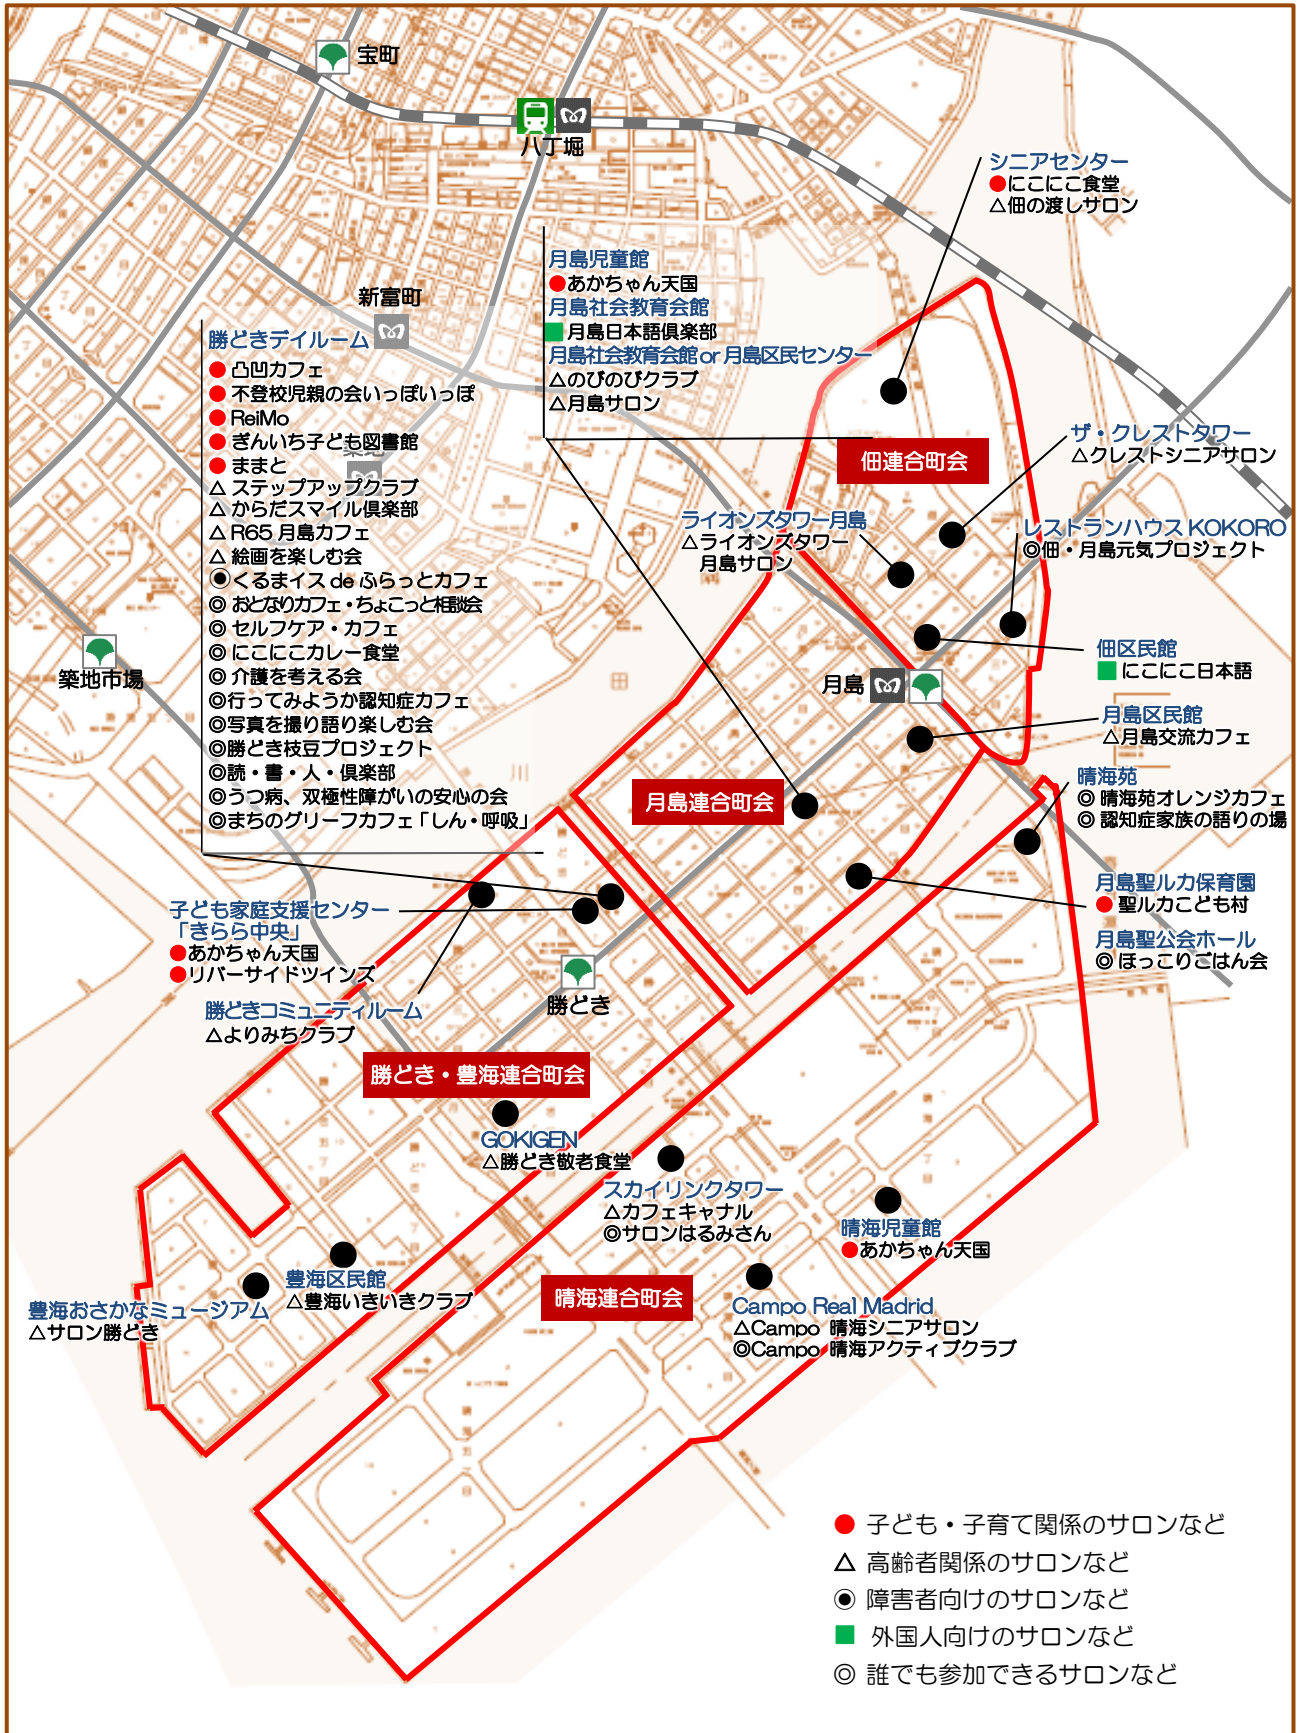 宝町
八丁堀
シニアセンター
●にこにこ食堂
△佃の渡しサロン
月島児童館
●あかちゃん天国
月島社会教育会館
■月島日本語倶楽部
月島社会教育会館or月島区民センター
△のびのびクラブ
△月島サロン
新富町
勝どきデイルーム
●凸凹カフェ
●不登校児親の会いっぽいっぽ
●ReiMo
●ぎんいち子ども図書館
●ままと
△ステップアップクラブ
△からだスマイル倶楽部
△R65月島カフェ
△絵画を楽しむ会
◉くるまイス de ふらっとカフェ
◎おとなりカフェ・ちょこっと相談会
◎セルフケア・カフェ
◎にこにこカレー食堂
◎介護を考える会
◎行ってみようか認知症カフェ
◎写真を撮り語り楽しむ会
◎勝どき枝豆プロジェクト
◎読・書・人・倶楽部
◎うつ病、双極性障がいの安心の会
◎まちのグリーフカフェ「しん・呼吸」
佃連合町会
ザ・クレストタワー
△クレストシニアサロン
ライオンズタワー月島
△ライオンズタワー
月島サロン
レストランハウス KOKORO
◎佃・月島元気プロジェクト
築地市場
佃区民館
■にこにこ日本語
月島
月島区民館
△月島交流カフェ
月島連合町会
晴海苑
◎晴海苑オレンジカフェ
◎認知症家族の語りの場
月島聖ルカ保育園
●聖ルカこども村
月島聖公会ホール
◎ほっこりごはん会
子ども家庭支援センター
「きらら中央」
●あかちゃん天国
●リバーサイドツインズ
勝どきコミュニティルーム
△よりみちクラブ
勝どき
勝どき・豊海連合町会
GOKIGEN
△勝どき敬老食堂
スカイリンクタワー
△カフェキャナル
◎サロンはるみさん
晴海児童館
●あかちゃん天国
豊海区民館
△豊海いきいきクラブ
豊海おさかなミュージアム
△サロン勝どき
晴海連合町会
Campo Real Madrid
△Campo 晴海シニアサロン
◎Campo 晴海アクティブクラブ
●子ども・子育て関係のサロンなど
△高齢者関係のサロンなど
◉障害者向けのサロンなど
■外国人向けのサロンなど
◎誰でも参加できるサロンなど